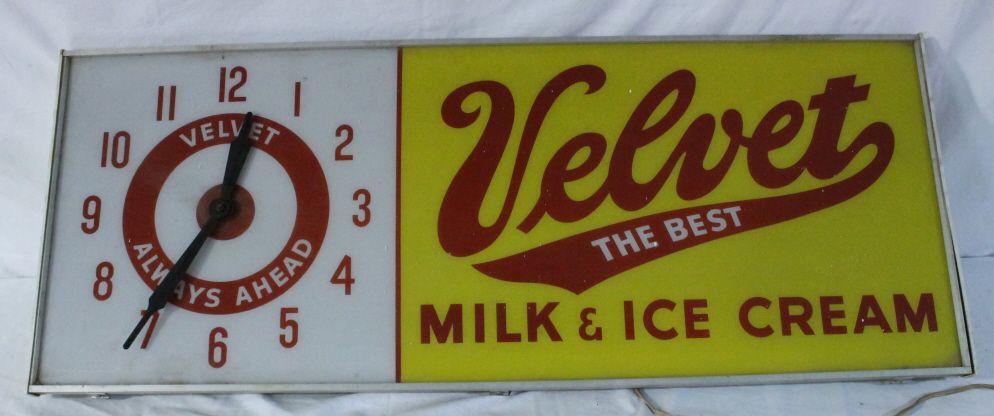 12
11 1
VELVET
10 2
9 3
8 4
ALWAYS AHEAD
7 5
6
Velvet
THE BEST
MILK & ICE CREAM